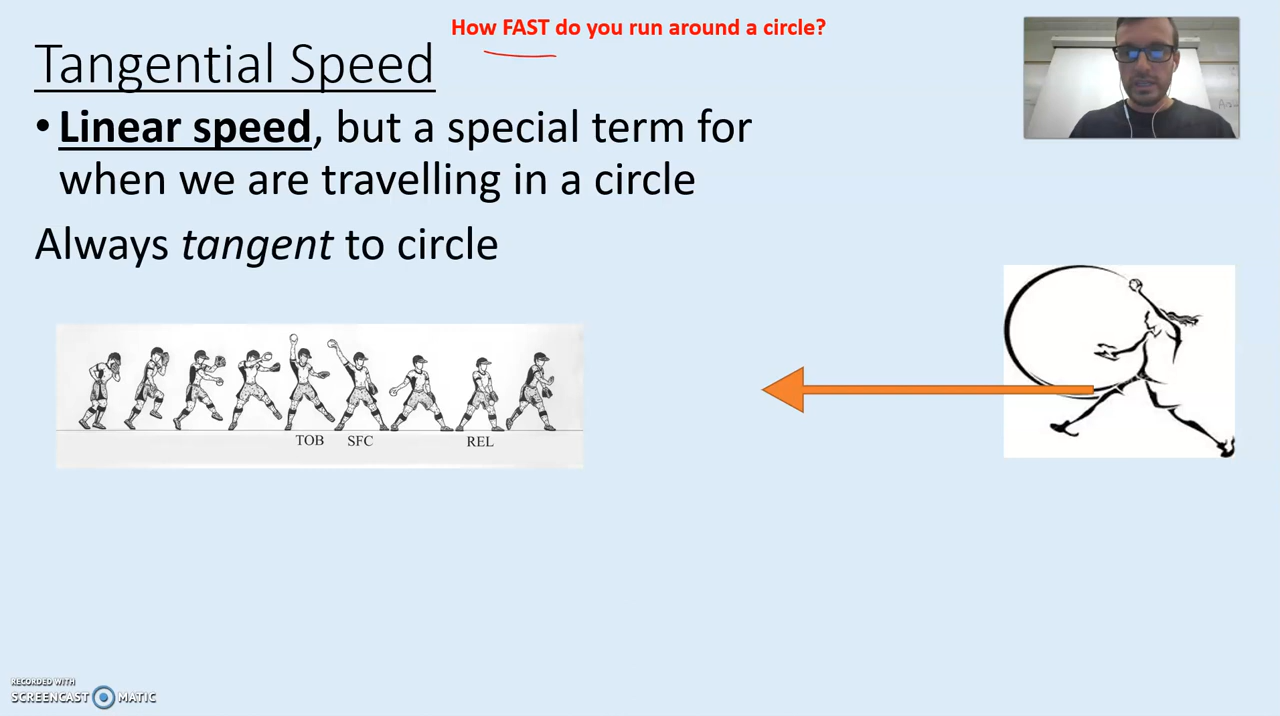 How FAST do you run around a circle?
Tangential Speed
• Linear speed, but a special term for
when we are travelling in a circle
Always tangent to circle
TOB SFC REL
RECORDED WITH
SCREENCAST MATIC